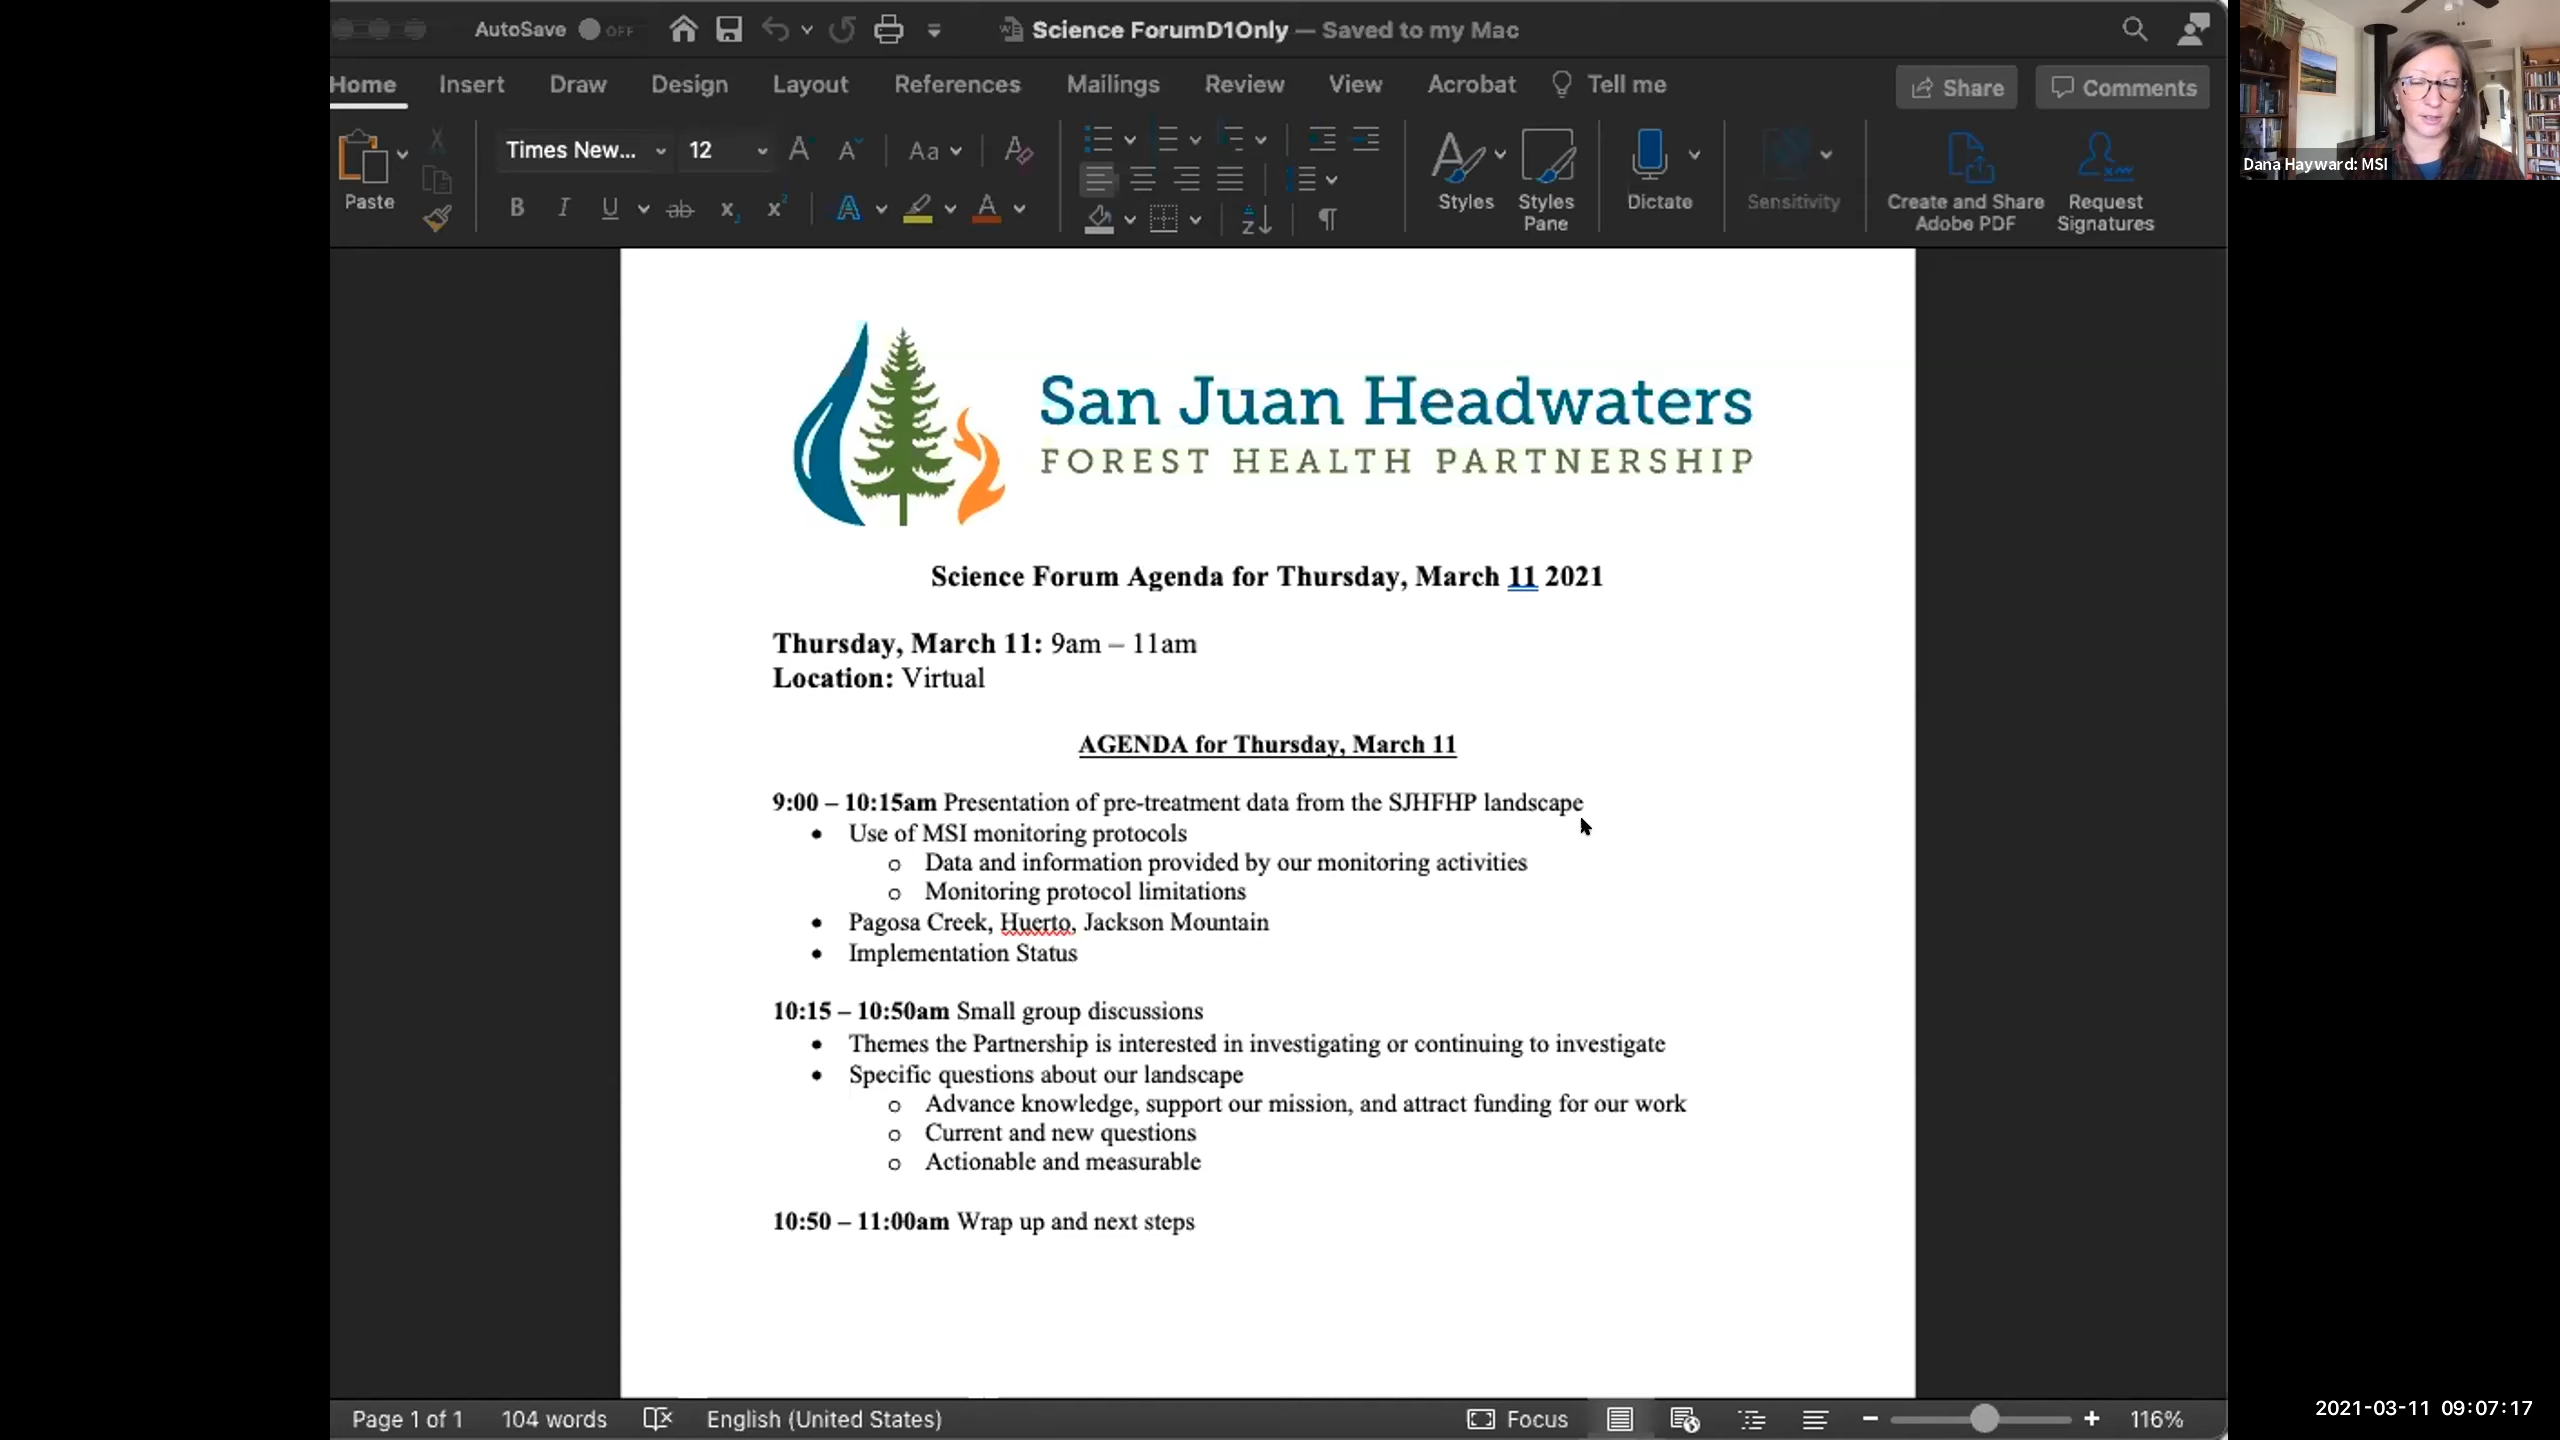 AutoSave OFF Science ForumD1Only — Saved to my Mac
Home Insert Draw Design Layout References Mailings Review View Acrobat Tell me Share Comments
Paste Times New... 12 Aa Styles Styles Pane Dictate Sensitivity Create and Share Adobe PDF Request Signatures
Dana Hayward: MSI
San Juan Headwaters
FOREST HEALTH PARTNERSHIP
Science Forum Agenda for Thursday, March 11 2021
Thursday, March 11: 9am – 11am
Location: Virtual
AGENDA for Thursday, March 11
9:00 – 10:15am Presentation of pre-treatment data from the SJHFHP landscape
• Use of MSI monitoring protocols
o Data and information provided by our monitoring activities
o Monitoring protocol limitations
• Pagosa Creek, Huerto, Jackson Mountain
• Implementation Status
10:15 – 10:50am Small group discussions
• Themes the Partnership is interested in investigating or continuing to investigate
• Specific questions about our landscape
o Advance knowledge, support our mission, and attract funding for our work
o Current and new questions
o Actionable and measurable
10:50 – 11:00am Wrap up and next steps
Page 1 of 1 104 words English (United States) Focus 116%
2021-03-11 09:07:17